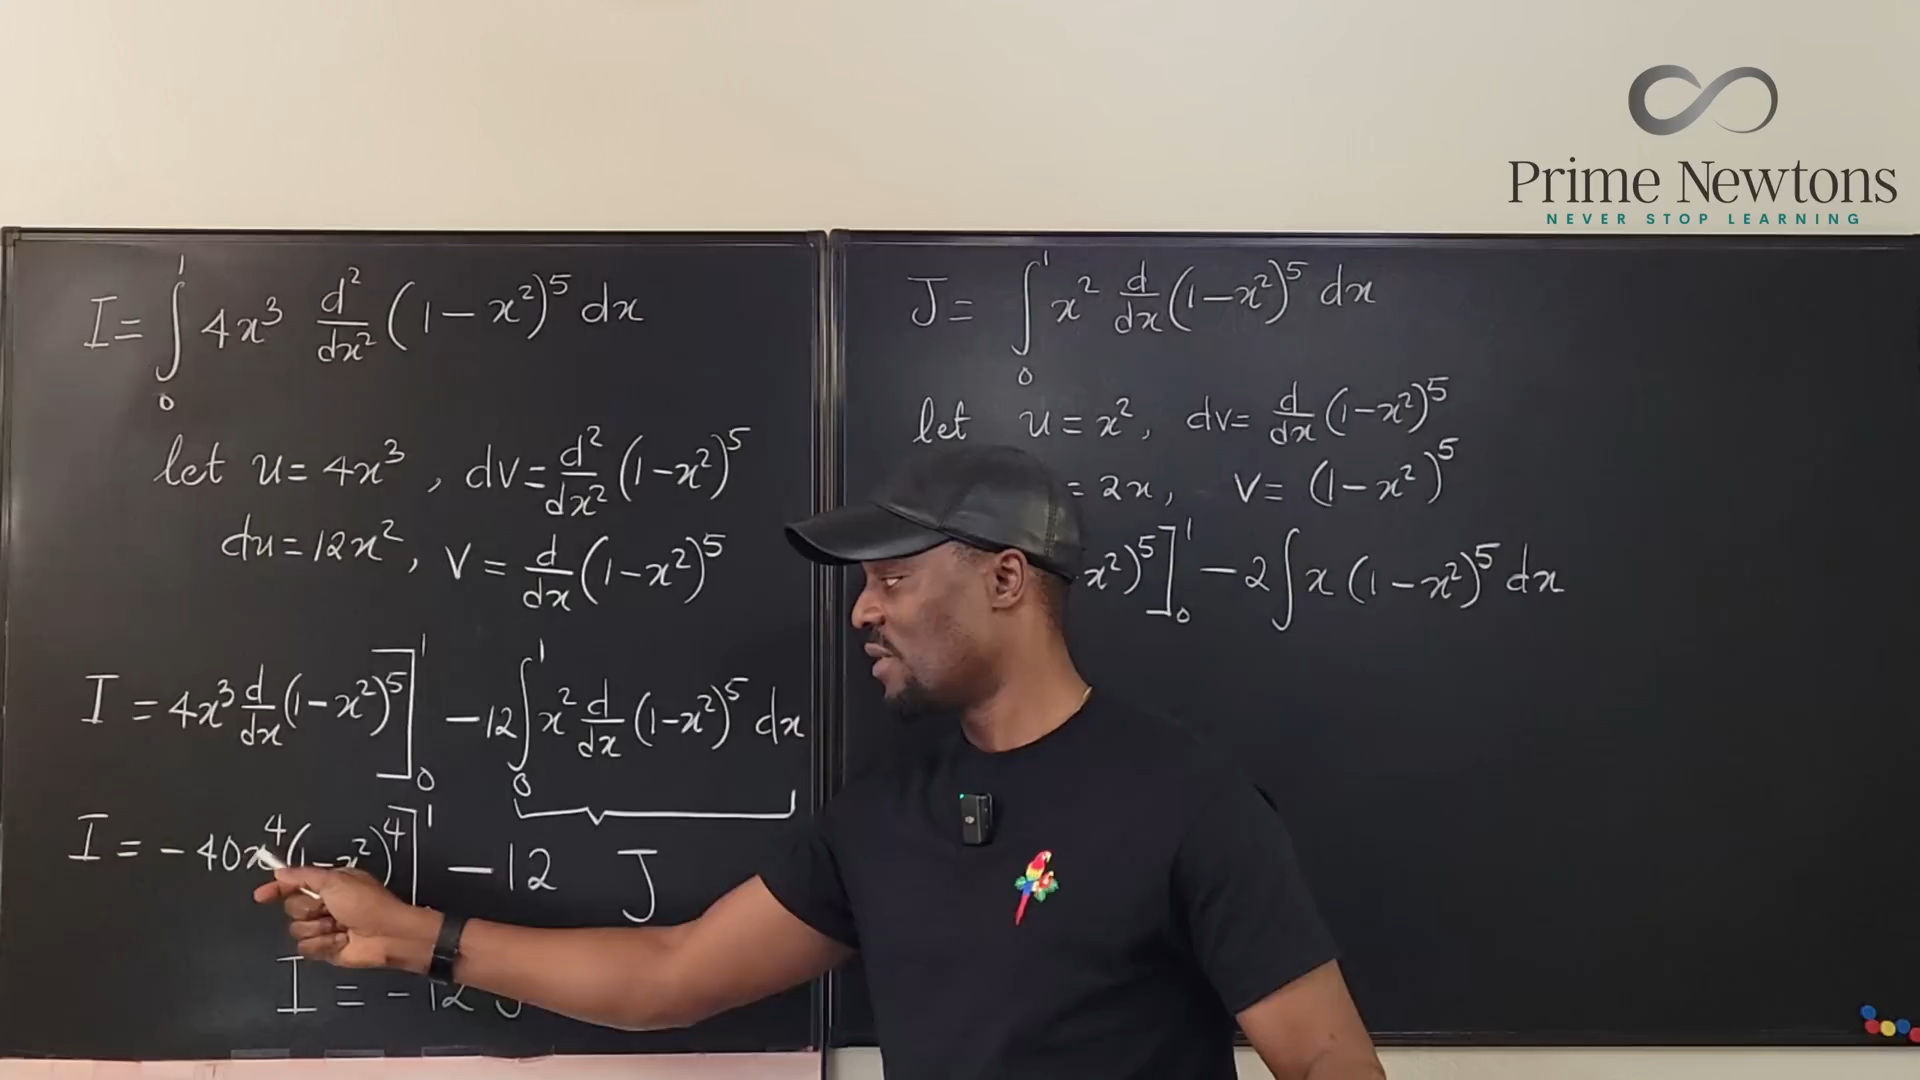 Prime Newtons
NEVER STOP LEARNING
I = ∫₀¹ 4x³ d²/dx² (1 − x²)⁵ dx
let u = 4x³ , dv = d²/dx² (1 − x²)⁵
du = 12x² , v = d/dx (1 − x²)⁵
I = 4x³ d/dx (1 − x²)⁵ ]₀¹ − 12 ∫₀¹ x² d/dx (1 − x²)⁵ dx
I = − 40x⁴ (1 − x²)⁴ ]¹ − 12 J
I = − 12 J
J = ∫₀¹ x² d/dx (1 − x²)⁵ dx
let u = x² , dv = d/dx (1 − x²)⁵
= 2x , v = (1 − x²)⁵
x²)⁵ ]₀¹ − 2 ∫ x (1 − x²)⁵ dx